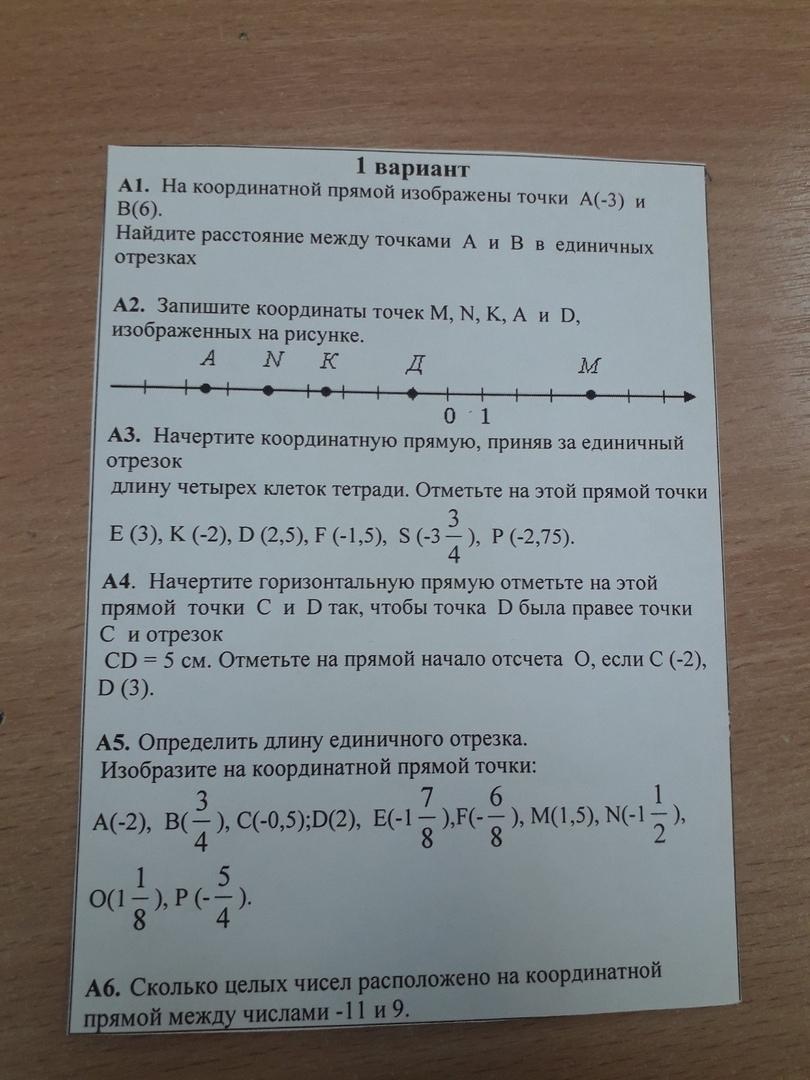 1 вариант
А1. На координатной прямой изображены точки А(-3) и
В(6).
Найдите расстояние между точками А и В в единичных
отрезках
А2. Запишите координаты точек M, N, K, A и D,
изображенных на рисунке.
А N К Д М
0 1
А3. Начертите координатную прямую, приняв за единичный
отрезок
длину четырех клеток тетради. Отметьте на этой прямой точки
E (3), K (-2), D (2,5), F (-1,5), S (-3 3/4), P (-2,75).
А4. Начертите горизонтальную прямую отметьте на этой
прямой точки С и D так, чтобы точка D была правее точки
С и отрезок
CD = 5 см. Отметьте на прямой начало отсчета О, если С (-2),
D (3).
А5. Определить длину единичного отрезка.
Изобразите на координатной прямой точки:
А(-2), В(3/4), С(-0,5);D(2), Е(-1 7/8),F(-6/8), М(1,5), N(-1 1/2),
О(1 1/8), Р (-5/4).
А6. Сколько целых чисел расположено на координатной
прямой между числами -11 и 9.